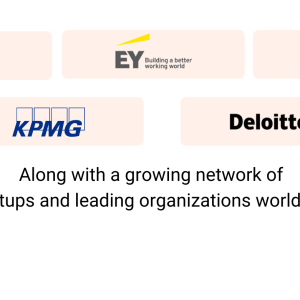 EY Building a better
working world
KPMG
Deloitte
Along with a growing network of
tups and leading organizations world